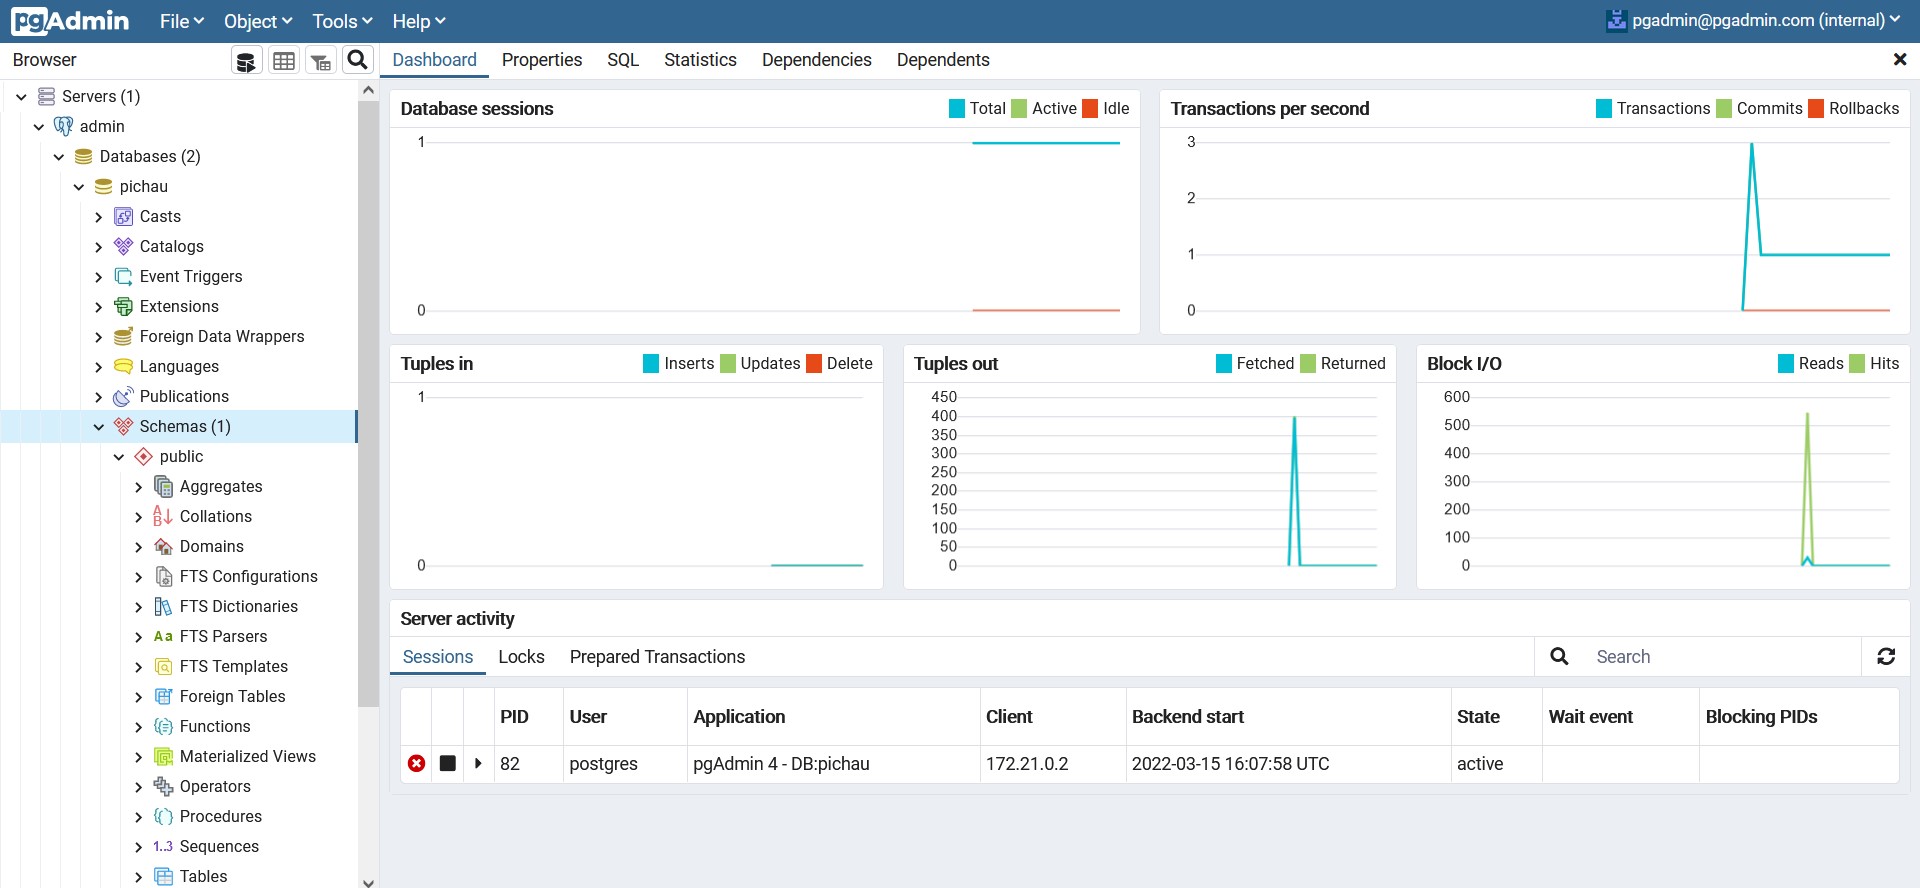 pgAdmin File Object Tools Help pgadmin@pgadmin.com (internal)
Browser
Dashboard Properties SQL Statistics Dependencies Dependents
Servers (1)
admin
Databases (2)
pichau
Casts
Catalogs
Event Triggers
Extensions
Foreign Data Wrappers
Languages
Publications
Schemas (1)
public
Aggregates
Collations
Domains
FTS Configurations
FTS Dictionaries
Aa FTS Parsers
FTS Templates
Foreign Tables
Functions
Materialized Views
Operators
Procedures
1..3 Sequences
Tables
Database sessions Total Active Idle
1
0
Transactions per second Transactions Commits Rollbacks
3
2
1
0
Tuples in Inserts Updates Delete
1
0
Tuples out Fetched Returned
450
400
350
300
250
200
150
100
50
0
Block I/O Reads Hits
600
500
400
300
200
100
0
Server activity
Sessions Locks Prepared Transactions Search
PID User Application Client Backend start State Wait event Blocking PIDs
82 postgres pgAdmin 4 - DB:pichau 172.21.0.2 2022-03-15 16:07:58 UTC active